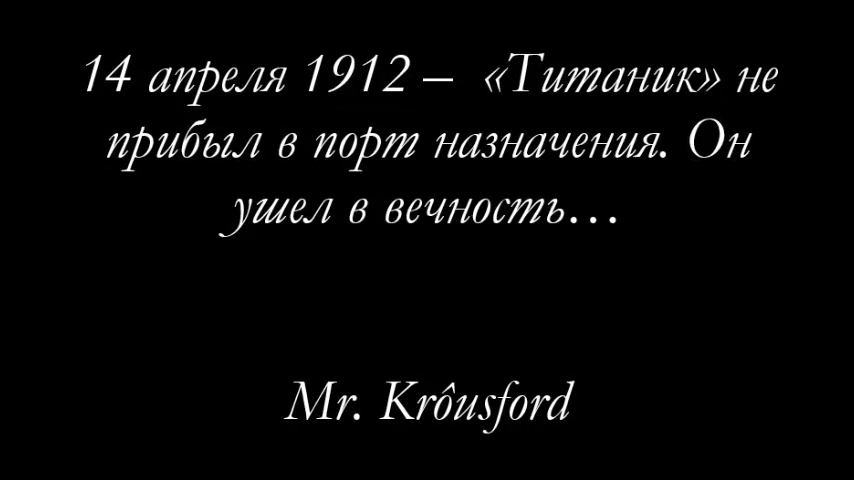 14 апреля 1912 – «Титаник» не
прибыл в порт назначения. Он
ушел в вечность…
Mr. Krôusford